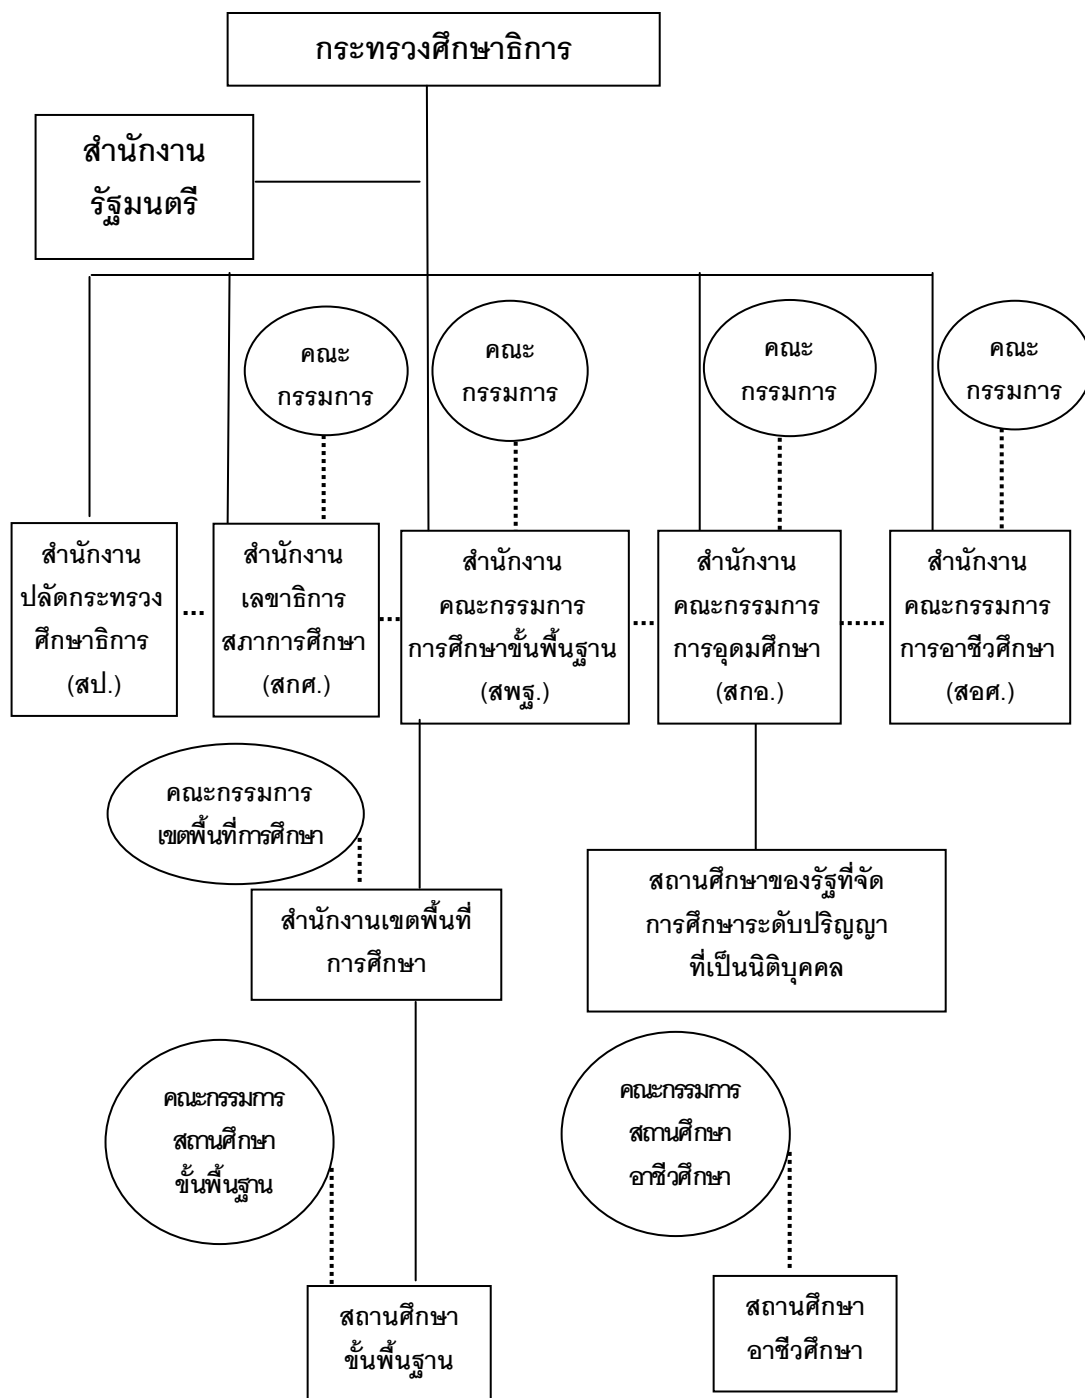 กระทรวงศึกษาธิการ
สำนักงาน
รัฐมนตรี
คณะ
กรรมการ
คณะ
กรรมการ
คณะ
กรรมการ
คณะ
กรรมการ
สำนักงาน
ปลัดกระทรวง
ศึกษาธิการ
(สป.)
สำนักงาน
เลขาธิการ
สภาการศึกษา
(สกศ.)
สำนักงาน
คณะกรรมการ
การศึกษาขั้นพื้นฐาน
(สพฐ.)
สำนักงาน
คณะกรรมการ
การอุดมศึกษา
(สกอ.)
สำนักงาน
คณะกรรมการ
การอาชีวศึกษา
(สอศ.)
คณะกรรมการ
เขตพื้นที่การศึกษา
สำนักงานเขตพื้นที่
การศึกษา
สถานศึกษาของรัฐที่จัด
การศึกษาระดับปริญญา
ที่เป็นนิติบุคคล
คณะกรรมการ
สถานศึกษา
ขั้นพื้นฐาน
คณะกรรมการ
สถานศึกษา
อาชีวศึกษา
สถานศึกษา
ขั้นพื้นฐาน
สถานศึกษา
อาชีวศึกษา